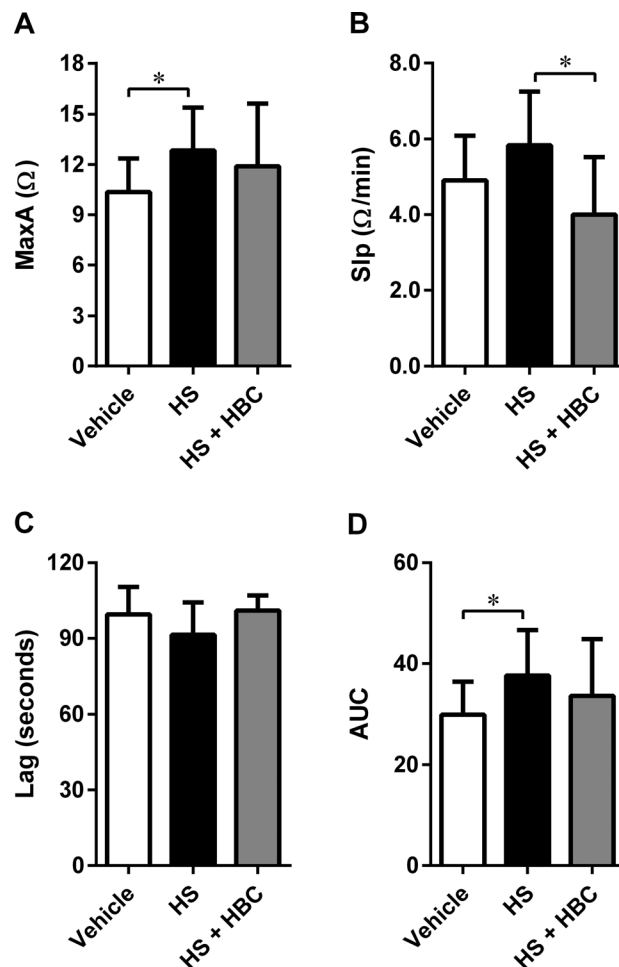 A
MaxA (Ω)
18
15
12
9
6
3
0
*
Vehicle
HS
HS + HBC
B
Slp (Ω/min)
8.0
6.0
4.0
2.0
0.0
*
Vehicle
HS
HS + HBC
C
Lag (seconds)
120
90
60
30
0
Vehicle
HS
HS + HBC
D
AUC
60
40
20
0
*
Vehicle
HS
HS + HBC